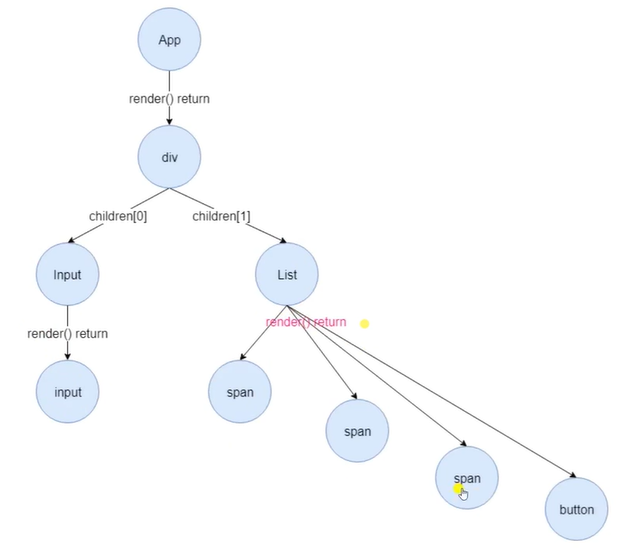 App
render() return
div
children[0]
children[1]
Input
List
render() return
render() return
input
span
span
span
button